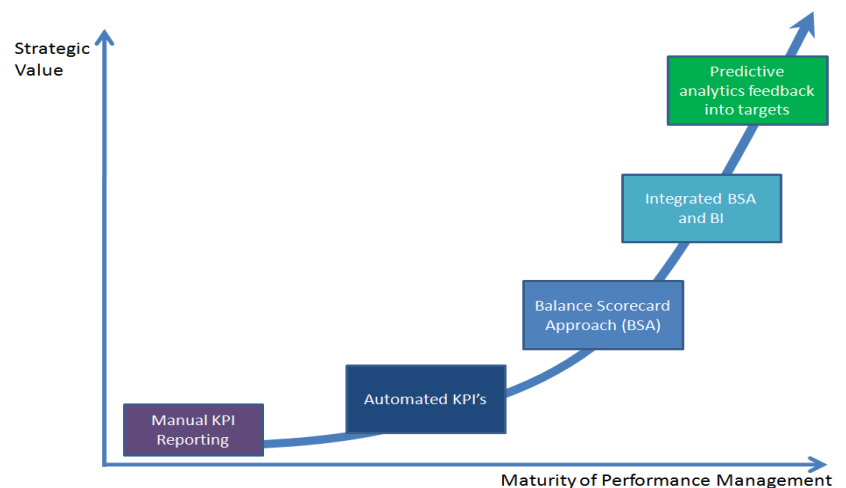 Strategic
Value
Predictive
analytics feedback
into targets
Integrated BSA
and BI
Balance Scorecard
Approach (BSA)
Automated KPI's
Manual KPI
Reporting
Maturity of Performance Management